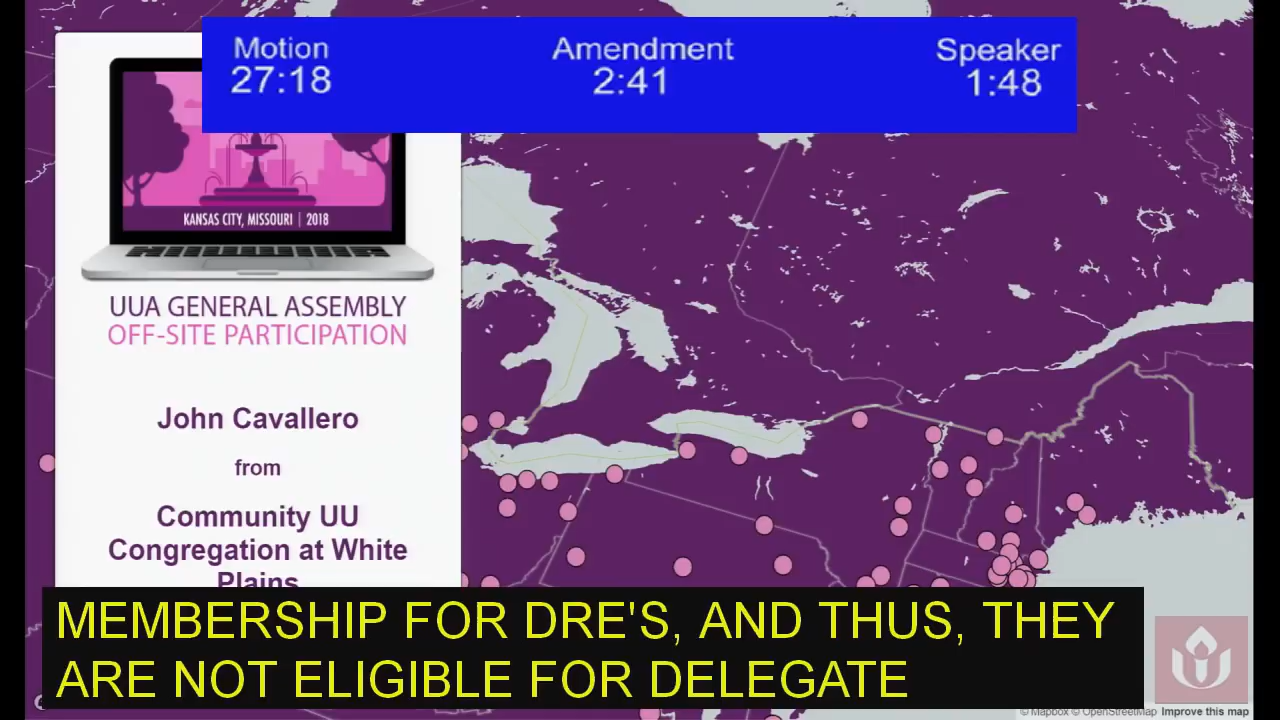 Motion
27:18
Amendment
2:41
Speaker
1:48
KANSAS CITY, MISSOURI | 2018
UUA GENERAL ASSEMBLY
OFF-SITE PARTICIPATION
John Cavallero
from
Community UU
Congregation at White
Plains
MEMBERSHIP FOR DRE'S, AND THUS, THEY
ARE NOT ELIGIBLE FOR DELEGATE
© Mapbox © OpenStreetMap Improve this map